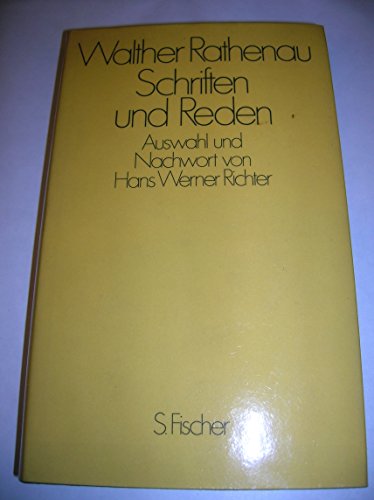 Walther Rathenau
Schriften
und Reden
Auswahl und
Nachwort von
Hans Werner Richter
S. Fischer